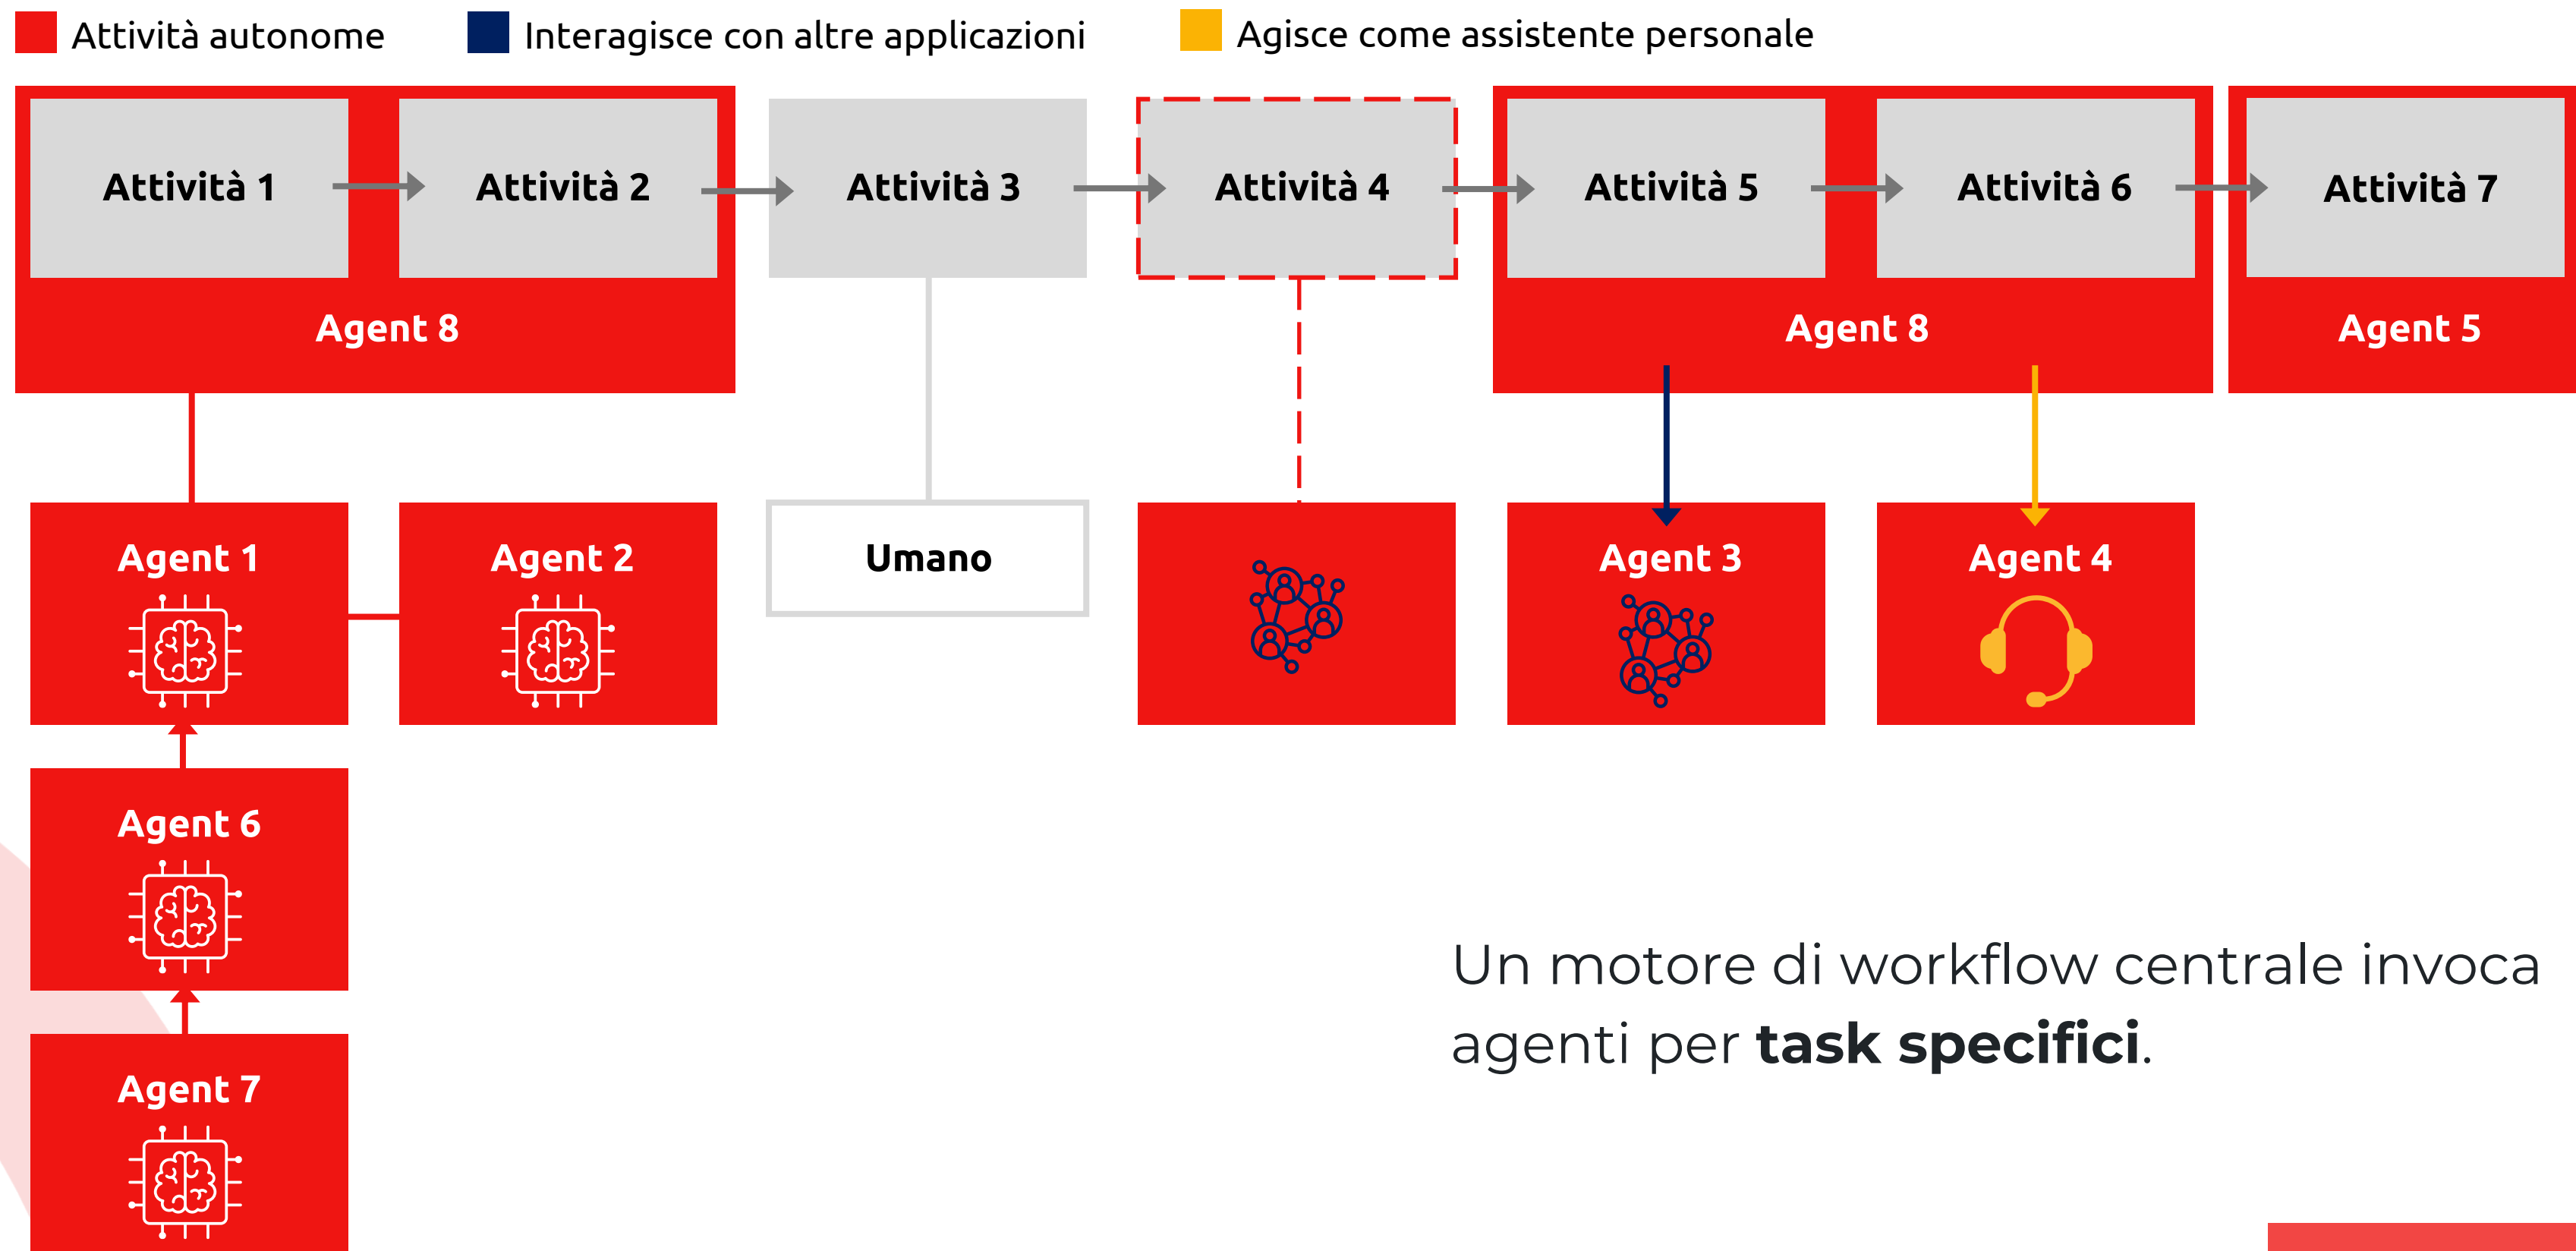 Attività autonome
Interagisce con altre applicazioni
Agisce come assistente personale
Attività 1
Attività 2
Attività 3
Attività 4
Attività 5
Attività 6
Attività 7
Agent 8
Agent 8
Agent 5
Agent 1
Agent 2
Umano
Agent 3
Agent 4
Agent 6
Agent 7
Un motore di workflow centrale invoca
agenti per task specifici.